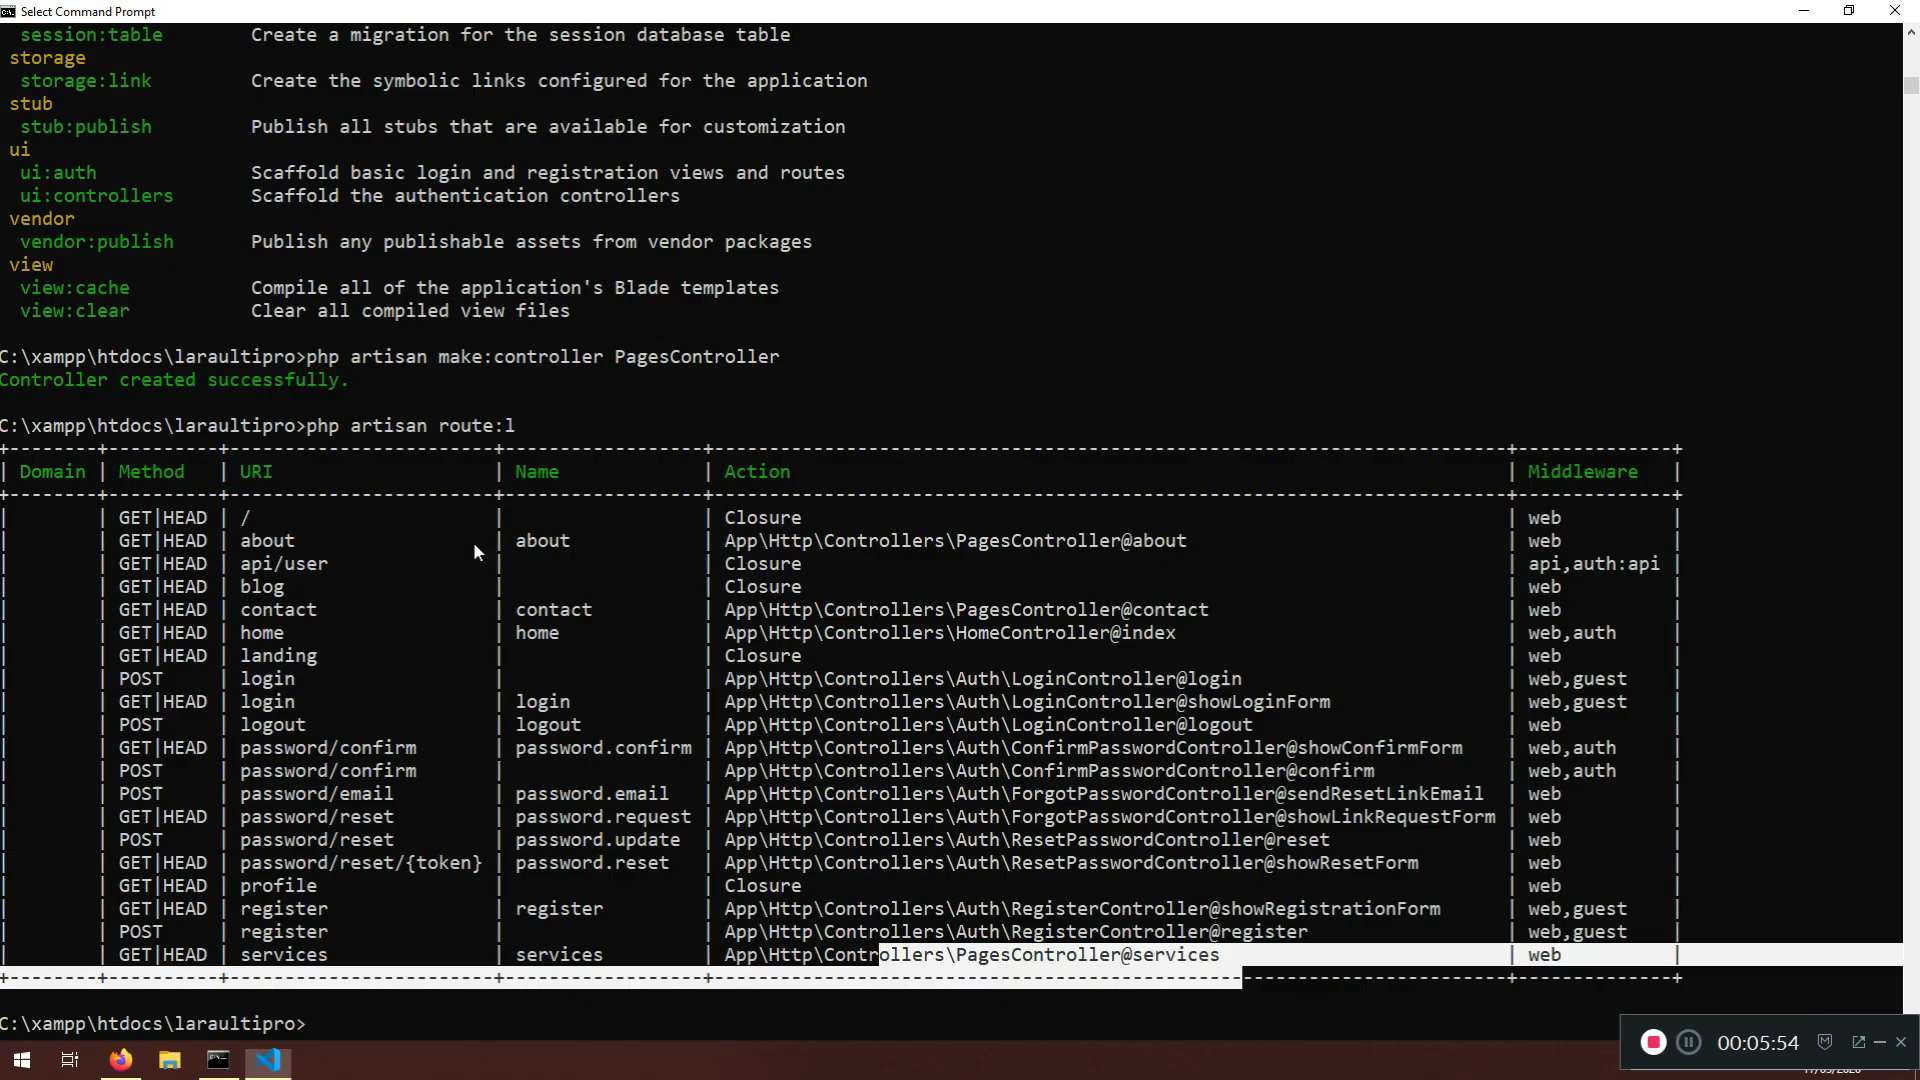 Select Command Prompt
session:table Create a migration for the session database table
storage
storage:link Create the symbolic links configured for the application
stub
stub:publish Publish all stubs that are available for customization
ui
ui:auth Scaffold basic login and registration views and routes
ui:controllers Scaffold the authentication controllers
vendor
vendor:publish Publish any publishable assets from vendor packages
view
view:cache Compile all of the application's Blade templates
view:clear Clear all compiled view files
C:\xampp\htdocs\laraultipro>php artisan make:controller PagesController
Controller created successfully.
C:\xampp\htdocs\laraultipro>php artisan route:l
+--------+----------+------------------------+------------------+------------------------------------------------------------------------+--------------+
| Domain | Method | URI | Name | Action | Middleware |
+--------+----------+------------------------+------------------+------------------------------------------------------------------------+--------------+
| | GET|HEAD | / | | Closure | web |
| | GET|HEAD | about | about | App\Http\Controllers\PagesController@about | web |
| | GET|HEAD | api/user | | Closure | api,auth:api |
| | GET|HEAD | blog | | Closure | web |
| | GET|HEAD | contact | contact | App\Http\Controllers\PagesController@contact | web |
| | GET|HEAD | home | home | App\Http\Controllers\HomeController@index | web,auth |
| | GET|HEAD | landing | | Closure | web |
| | POST | login | | App\Http\Controllers\Auth\LoginController@login | web,guest |
| | GET|HEAD | login | login | App\Http\Controllers\Auth\LoginController@showLoginForm | web,guest |
| | POST | logout | logout | App\Http\Controllers\Auth\LoginController@logout | web |
| | GET|HEAD | password/confirm | password.confirm | App\Http\Controllers\Auth\ConfirmPasswordController@showConfirmForm | web,auth |
| | POST | password/confirm | | App\Http\Controllers\Auth\ConfirmPasswordController@confirm | web,auth |
| | POST | password/email | password.email | App\Http\Controllers\Auth\ForgotPasswordController@sendResetLinkEmail | web |
| | GET|HEAD | password/reset | password.request | App\Http\Controllers\Auth\ForgotPasswordController@showLinkRequestForm | web |
| | POST | password/reset | password.update | App\Http\Controllers\Auth\ResetPasswordController@reset | web |
| | GET|HEAD | password/reset/{token} | password.reset | App\Http\Controllers\Auth\ResetPasswordController@showResetForm | web |
| | GET|HEAD | profile | | Closure | web |
| | GET|HEAD | register | register | App\Http\Controllers\Auth\RegisterController@showRegistrationForm | web,guest |
| | POST | register | | App\Http\Controllers\Auth\RegisterController@register | web,guest |
| | GET|HEAD | services | services | App\Http\Controllers\PagesController@services | web |
+--------+----------+------------------------+------------------+------------------------------------------------------------------------+--------------+
C:\xampp\htdocs\laraultipro>
00:05:54